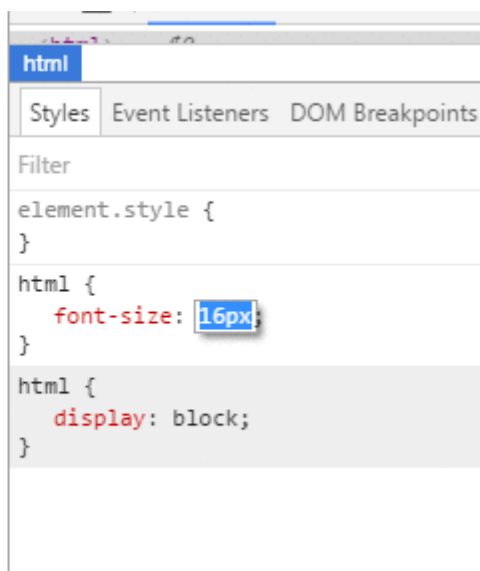 html
Styles Event Listeners DOM Breakpoints
Filter
element.style {
}
html {
font-size: 16px;
}
html {
display: block;
}